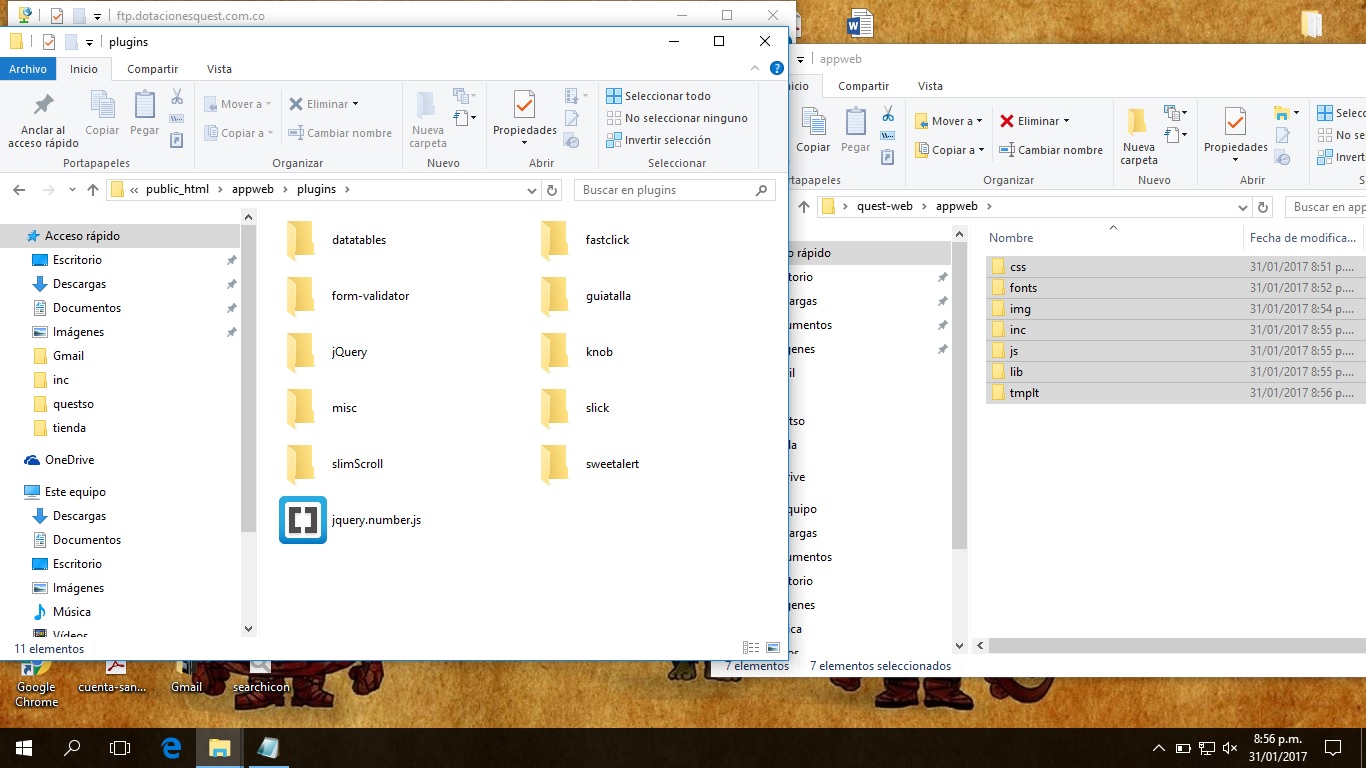 ftp.dotacionesquest.com.co
plugins
Archivo Inicio Compartir Vista
Anclar al acceso rápido
Copiar
Pegar
Portapapeles
Mover a
Copiar a
Eliminar
Cambiar nombre
Organizar
Nueva carpeta
Nuevo
Propiedades
Abrir
Seleccionar todo
No seleccionar ninguno
Invertir selección
Seleccionar
« public_html > appweb > plugins >
Buscar en plugins
Acceso rápido
Escritorio
Descargas
Documentos
Imágenes
Gmail
inc
questso
tienda
OneDrive
Este equipo
Descargas
Documentos
Escritorio
Imágenes
Música
Vídeos
datatables
fastclick
form-validator
guiatalla
jQuery
knob
misc
slick
slimScroll
sweetalert
jquery.number.js
11 elementos
appweb
icio Compartir Vista
Copiar
Pegar
apapeles
Mover a
Copiar a
Eliminar
Cambiar nombre
Organizar
Nueva carpeta
Nuevo
Propiedades
Abrir
Selecc
No se
Invertir
S
> quest-web > appweb >
Buscar en app
o rápido
torio
argas
umentos
genes
il
tso
la
rive
quipo
argas
umentos
torio
genes
ica
os
Nombre Fecha de modifica...
css 31/01/2017 8:51 p....
fonts 31/01/2017 8:52 p....
img 31/01/2017 8:54 p....
inc 31/01/2017 8:55 p....
js 31/01/2017 8:55 p....
lib 31/01/2017 8:55 p....
tmplt 31/01/2017 8:56 p....
7 elementos 7 elementos seleccionados
Google Chrome
cuenta-san...
Gmail
searchicon
8:56 p.m.
31/01/2017